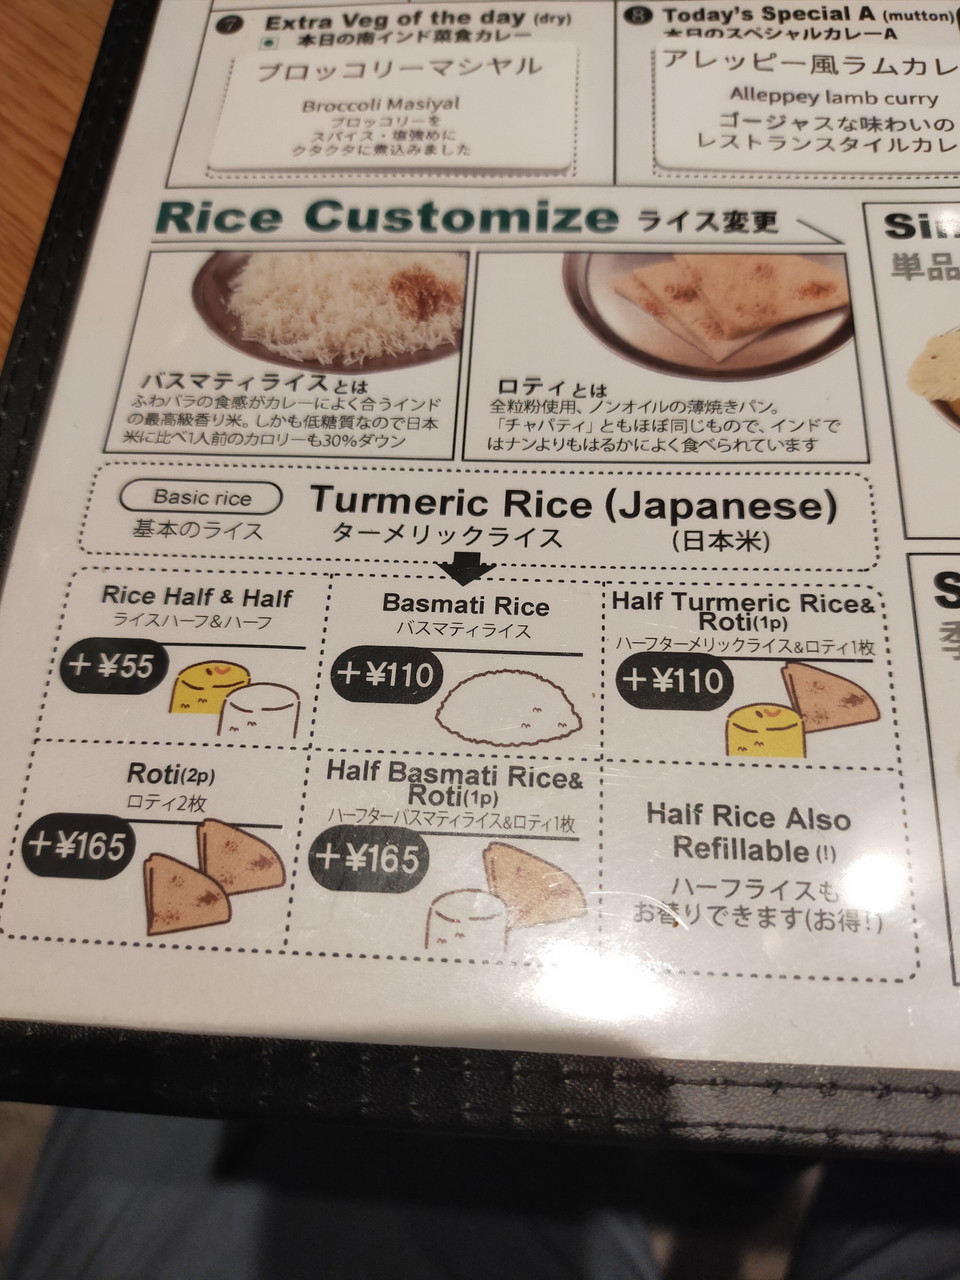 ❼ Extra Veg of the day (dry)
本日の南インド菜食カレー
ブロッコリーマシヤル
Broccoli Masiyal
ブロッコリーを
スパイス・塩強めに
クタクタに煮込みました
❽ Today's Special A (mutton)
本日のスペシャルカレーA
アレッピー風ラムカレ
Alleppey lamb curry
ゴージャスな味わいの
レストランスタイルカレ
Rice Customize ライス変更
バスマティライスとは
ふわパラの食感がカレーによく合うインド
の最高級香り米。しかも低糖質なので日本
米に比べ1人前のカロリーも30%ダウン
ロティとは
全粒粉使用、ノンオイルの薄焼きパン。
「チャパティ」ともほぼ同じもので、インドで
はナンよりもはるかによく食べられています
Basic rice
基本のライス
Turmeric Rice (Japanese)
ターメリックライス (日本米)
Rice Half & Half
ライスハーフ&ハーフ
+¥55
Basmati Rice
バスマティライス
+¥110
Half Turmeric Rice&
Roti(1p)
ハーフターメリックライス&ロティ1枚
+¥110
Roti(2p)
ロティ2枚
+¥165
Half Basmati Rice&
Roti(1p)
ハーフターバスマティライス&ロティ1枚
+¥165
Half Rice Also
Refillable (!)
ハーフライスも
お替りできます(お得!)
単品